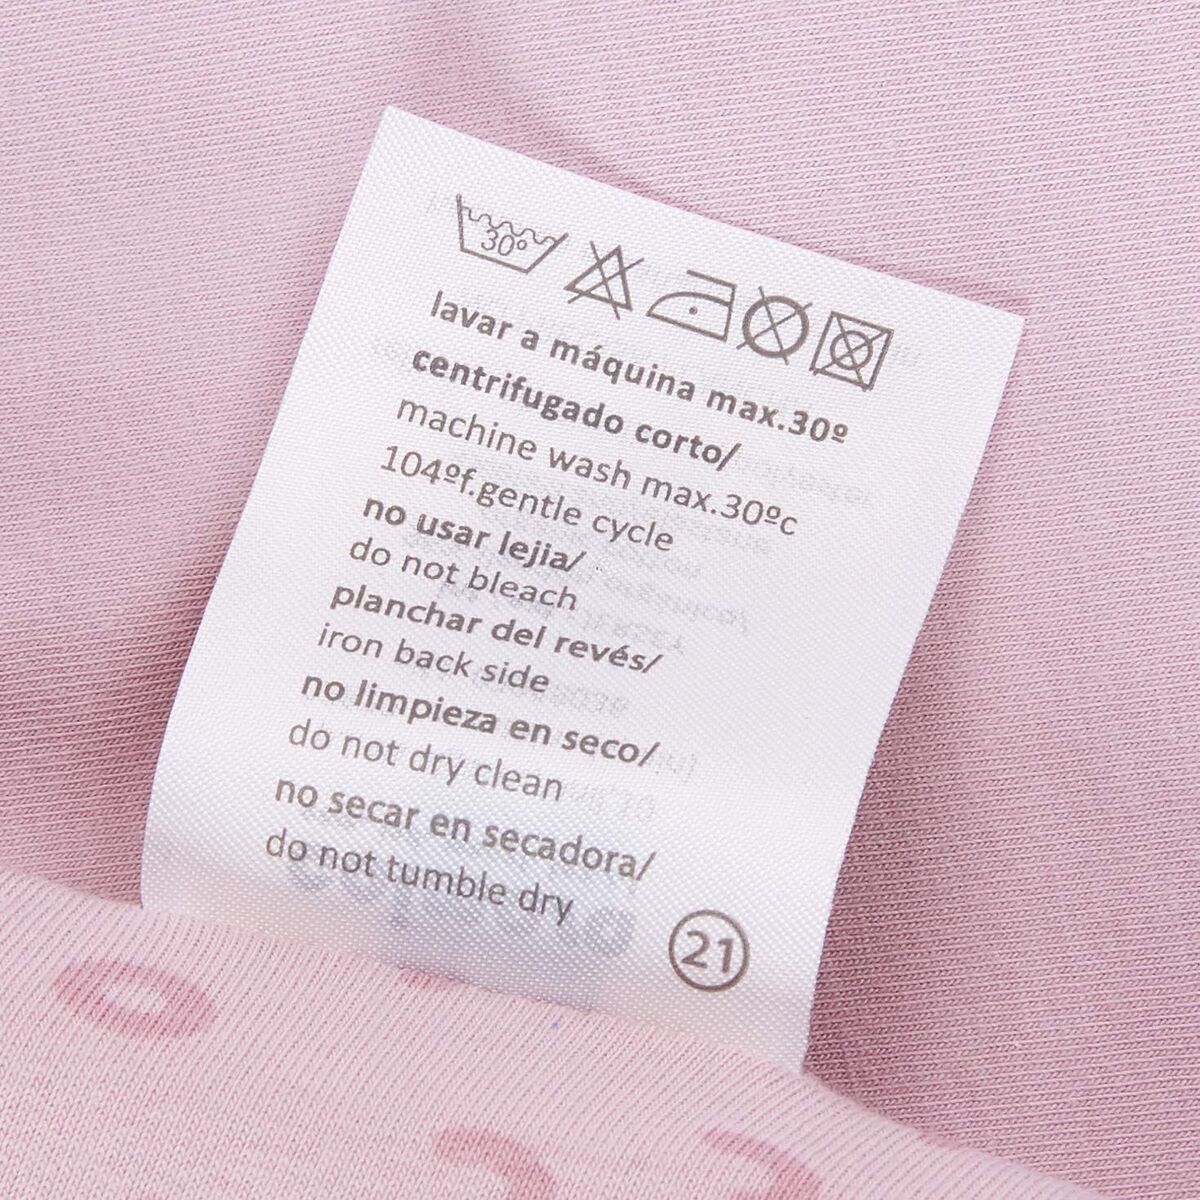 30º
lavar a máquina max.30º
centrifugado corto/
machine wash max.30ºc
104ºf.gentle cycle
no usar lejia/
do not bleach
planchar del revés/
iron back side
no limpieza en seco/
do not dry clean
no secar en secadora/
do not tumble dry
21